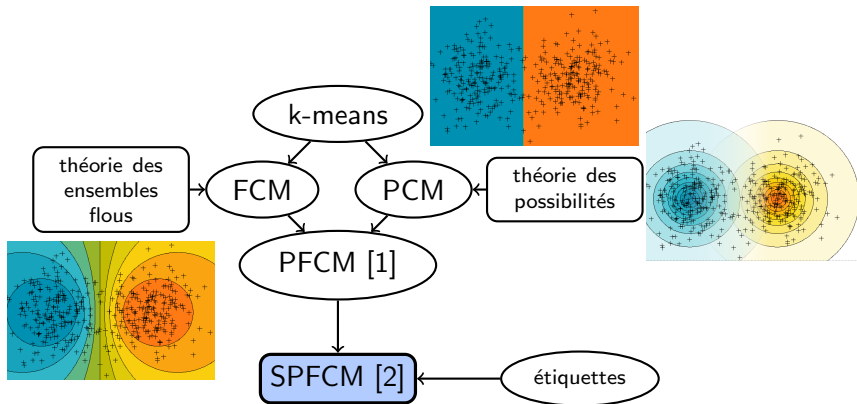 k-means
théorie des
ensembles
flous
FCM
PCM
théorie des
possibilités
PFCM [1]
SPFCM [2]
étiquettes